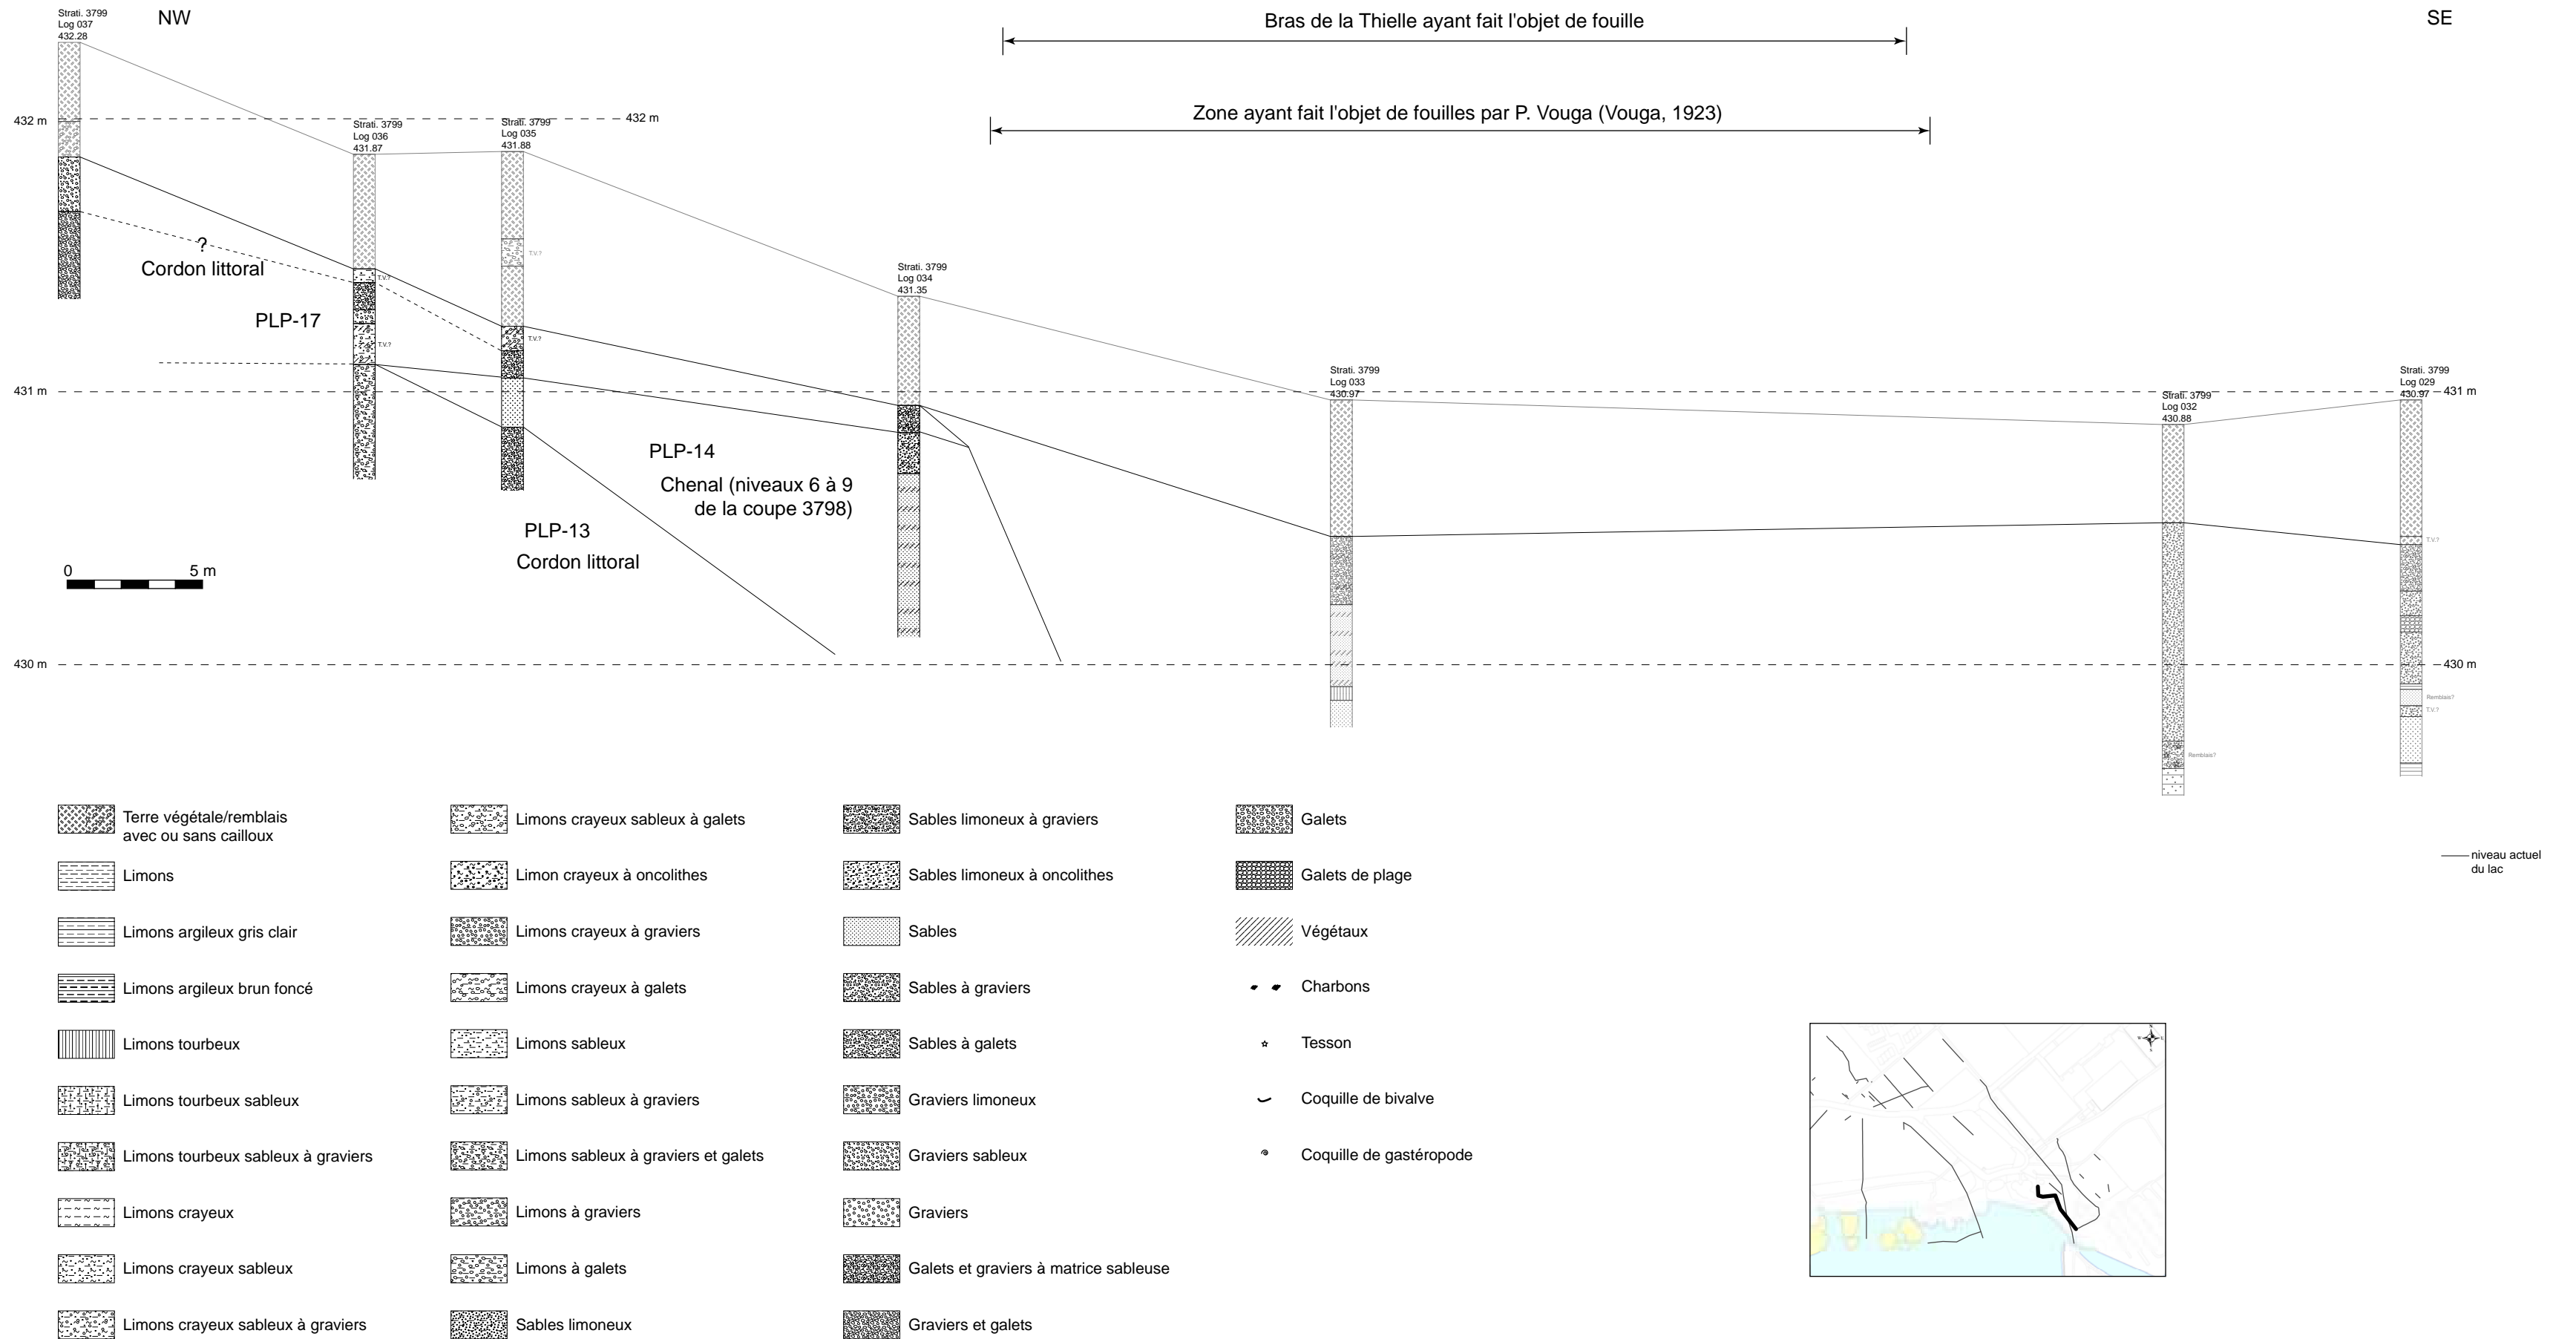 NW
Bras de la Thielle ayant fait l'objet de fouille
SE
Zone ayant fait l'objet de fouilles par P. Vouga (Vouga, 1923)
Strati. 3799
Log 037
432.28
432 m
432 m
Strati. 3799
Log 036
431.87
T.V.?
T.V.?
Strati. 3799
Log 035
431.88
T.V.?
T.V.?
Strati. 3799
Log 034
431.35
Strati. 3799
Log 033
430.97
Strati. 3799
Log 032
430.88
Remblais?
Strati. 3799
Log 029
430.97
T.V.?
Remblais?
T.V.?
?
Cordon littoral
PLP-17
431 m
431 m
PLP-14
Chenal (niveaux 6 à 9
de la coupe 3798)
PLP-13
Cordon littoral
0
5 m
430 m
430 m
niveau actuel
du lac
Terre végétale/remblais
avec ou sans cailloux
Limons
Limons argileux gris clair
Limons argileux brun foncé
Limons tourbeux
Limons tourbeux sableux
Limons tourbeux sableux à graviers
Limons crayeux
Limons crayeux sableux
Limons crayeux sableux à graviers
Limons crayeux sableux à galets
Limon crayeux à oncolithes
Limons crayeux à graviers
Limons crayeux à galets
Limons sableux
Limons sableux à graviers
Limons sableux à graviers et galets
Limons à graviers
Limons à galets
Sables limoneux
Sables limoneux à graviers
Sables limoneux à oncolithes
Sables
Sables à graviers
Sables à galets
Graviers limoneux
Graviers sableux
Graviers
Galets et graviers à matrice sableuse
Graviers et galets
Galets
Galets de plage
Végétaux
Charbons
Tesson
Coquille de bivalve
Coquille de gastéropode